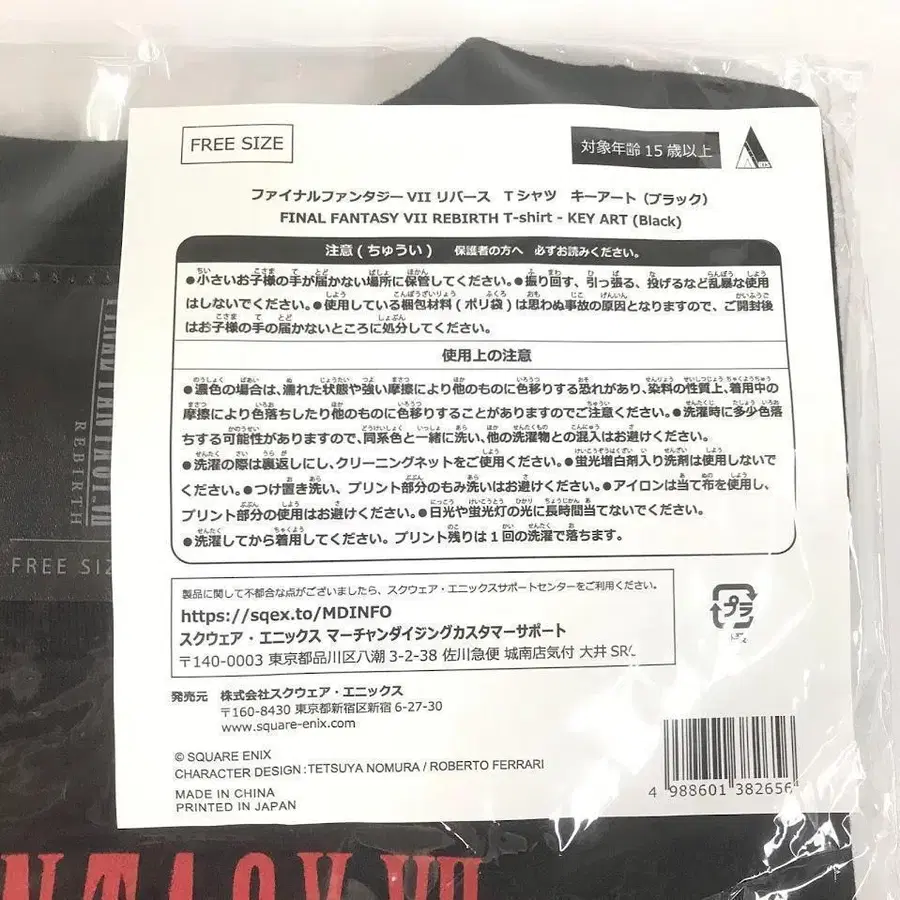 FREE SIZE
対象年齢 15 歳以上
ファイナルファンタジー VII リバース Tシャツ キーアート (ブラック)
FINAL FANTASY VII REBIRTH T-shirt - KEY ART (Black)
注意 ( ちゅうい ) 保護者の方へ 必ずお読みください。
●小さいお子様の手が届かない場所に保管してください。●振り回す、引っ張る、投げるなど乱暴な使用
はしないでください。●使用している梱包材料 ( ポリ袋 ) は思わぬ事故の原因となりますので、ご開封後
はお子様の手の届かないところに処分してください。
使用上の注意
●濃色の場合は、濡れた状態や強い摩擦により他のものに色移りする恐れがあり、染料の性質上、着用中の
摩擦により色落ちしたり他のものに色移りすることがありますのでご注意ください。●洗濯時に多少色落
ちする可能性がありますので、同系色と一緒に洗い、他の洗濯物との混入はお避けください。
●洗濯の際は裏返しにし、クリーニングネットをご使用ください。●蛍光増白剤入り洗剤は使用しないで
ください。●つけ置き洗い、プリント部分のもみ洗いはお避けください。●アイロンは当て布を使用し、
プリント部分の使用はお避けください。●日光や蛍光灯の光に長時間当てないでください。
●洗濯してから着用してください。プリント残りは 1 回の洗濯で落ちます。
製品に関して不都合な点がございましたら、スクウェア・エニックスサポートセンターをご利用ください。
https://sqex.to/MDINFO
スクウェア・エニックス マーチャンダイジングカスタマーサポート
〒140-0003 東京都品川区八潮 3-2-38 佐川急便 城南店気付 大井 SRC
プラ
発売元 株式会社スクウェア・エニックス
〒160-8430 東京都新宿区新宿 6-27-30
www.square-enix.com
© SQUARE ENIX
CHARACTER DESIGN : TETSUYA NOMURA / ROBERTO FERRARI
MADE IN CHINA
PRINTED IN JAPAN
4 988601 382656
FINAL FANTASY VII
REBIRTH
FREE SIZ
NTASY VII